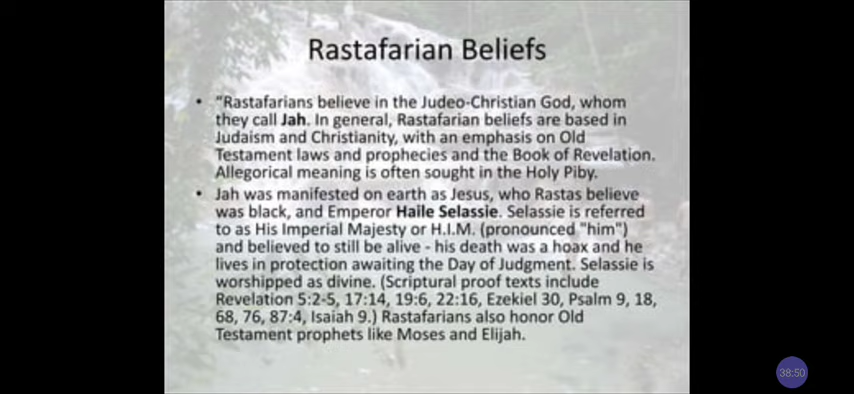 Rastafarian Beliefs
• "Rastafarians believe in the Judeo-Christian God, whom
they call Jah. In general, Rastafarian beliefs are based in
Judaism and Christianity, with an emphasis on Old
Testament laws and prophecies and the Book of Revelation.
Allegorical meaning is often sought in the Holy Piby.
• Jah was manifested on earth as Jesus, who Rastas believe
was black, and Emperor Haile Selassie. Selassie is referred
to as His Imperial Majesty or H.I.M. (pronounced "him")
and believed to still be alive - his death was a hoax and he
lives in protection awaiting the Day of Judgment. Selassie is
worshipped as divine. (Scriptural proof texts include
Revelation 5:2-5, 17:14, 19:6, 22:16, Ezekiel 30, Psalm 9, 18,
68, 76, 87:4, Isaiah 9.) Rastafarians also honor Old
Testament prophets like Moses and Elijah.
38:50